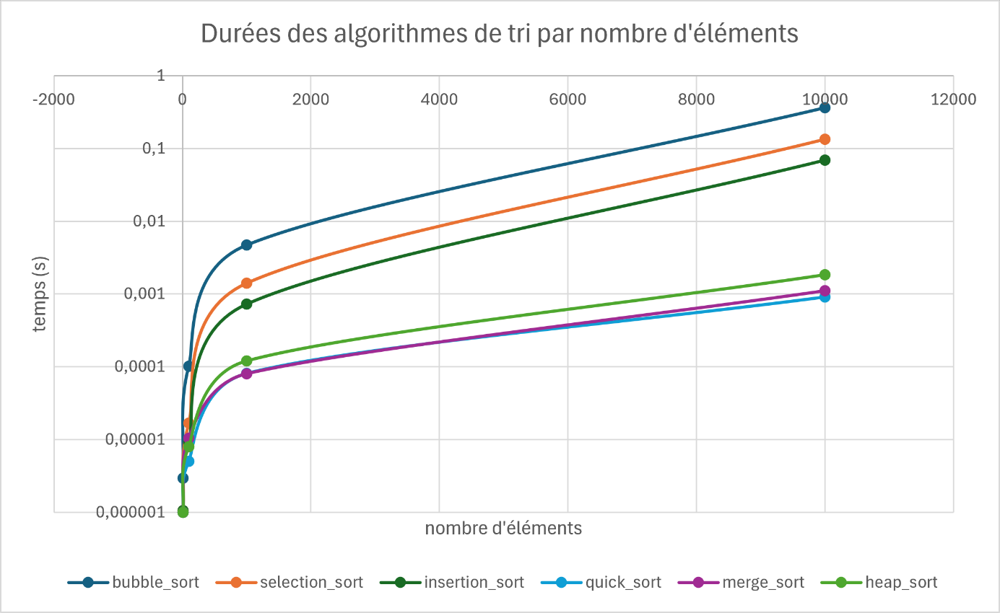 Durées des algorithmes de tri par nombre d'éléments
1
-2000 0 2000 4000 6000 8000 10000 12000
0,1
0,01
temps (s)
0,001
0,0001
0,00001
0,000001
nombre d'éléments
bubble_sort selection_sort insertion_sort quick_sort merge_sort heap_sort